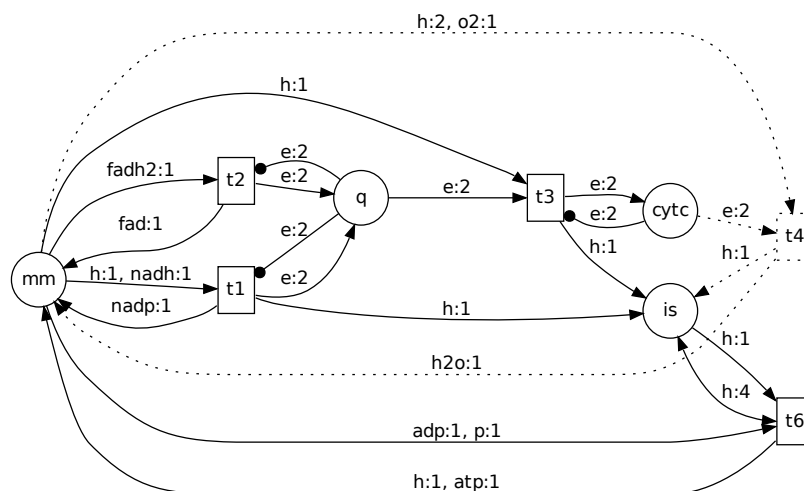 h:2, o2:1
h:1
fadh2:1
t2
e:2
e:2
q
e:2
t3
e:2
e:2
cytc
e:2
t4
fad:1
e:2
h:1
h:1
mm
h:1, nadh:1
t1
e:2
nadp:1
h:1
is
h:1
h2o:1
h:4
adp:1, p:1
t6
h:1, atp:1